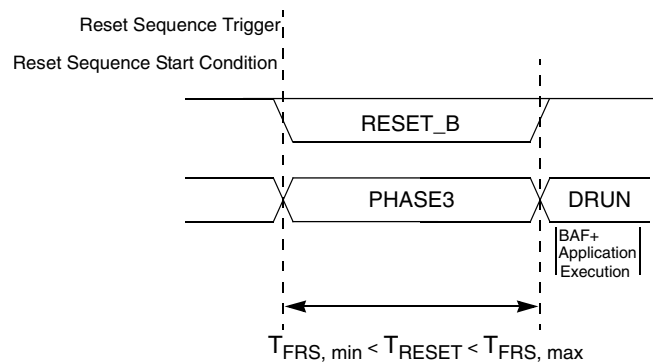 Reset Sequence Trigger
Reset Sequence Start Condition
RESET_B
PHASE3
DRUN
BAF+
Application
Execution
TFRS, min < TRESET < TFRS, max